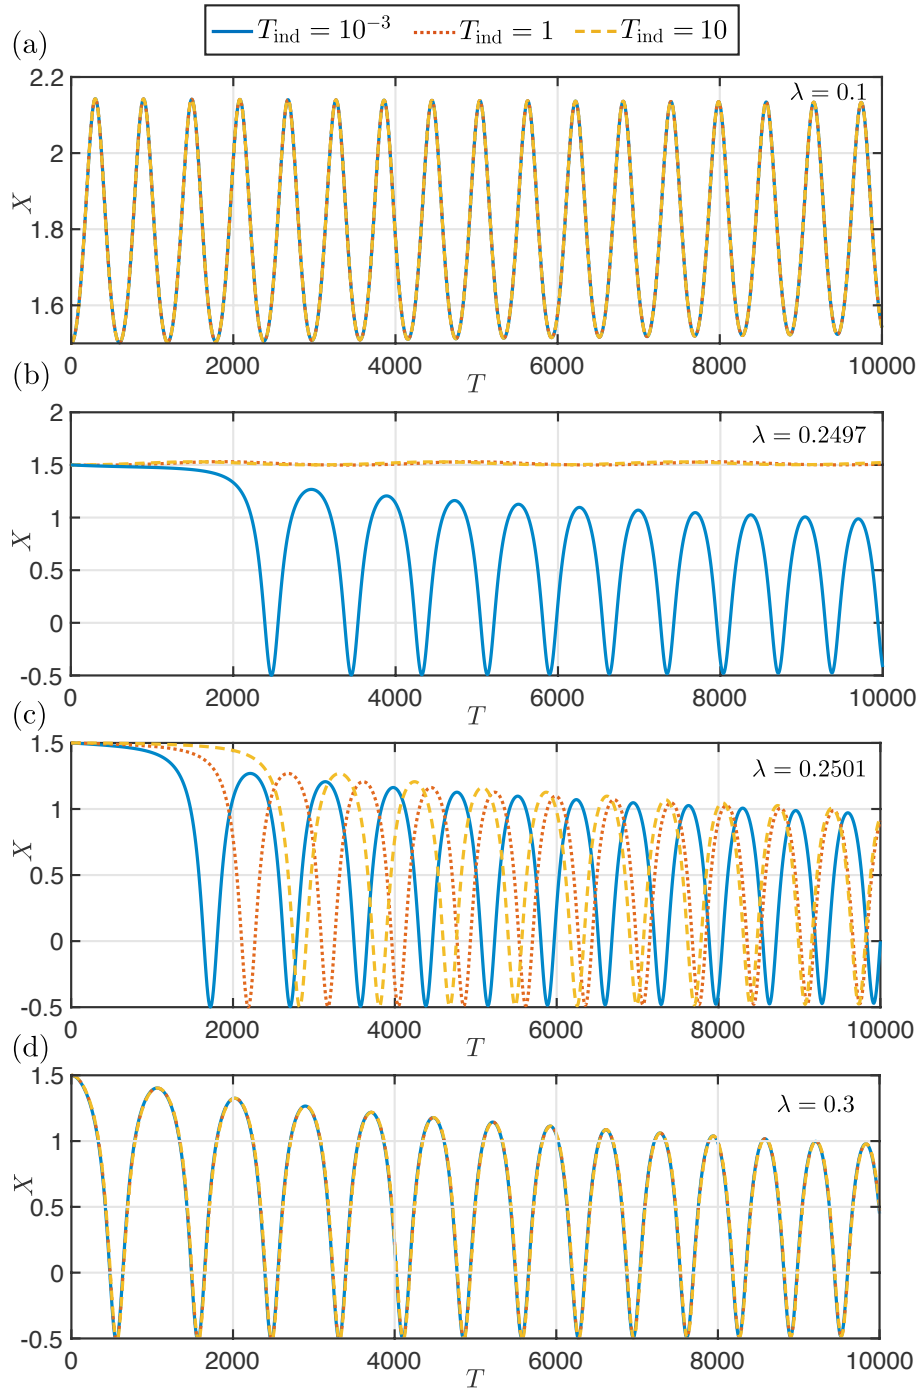 T_ind = 10^-3 T_ind = 1 T_ind = 10
(a)
λ = 0.1
2.2
2
1.8
1.6
X
0 2000 4000 6000 8000 10000
T
(b)
λ = 0.2497
2
1.5
1
0.5
0
-0.5
X
0 2000 4000 6000 8000 10000
T
(c)
λ = 0.2501
1.5
1
0.5
0
-0.5
X
0 2000 4000 6000 8000 10000
T
(d)
λ = 0.3
1.5
1
0.5
0
-0.5
X
0 2000 4000 6000 8000 10000
T